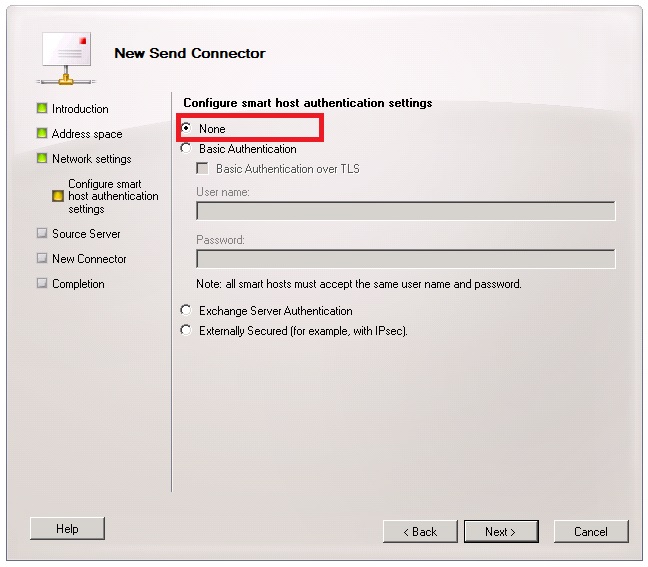 New Send Connector
Introduction
Address space
Network settings
Configure smart
host authentication
settings
Source Server
New Connector
Completion
Configure smart host authentication settings
None
Basic Authentication
Basic Authentication over TLS
User name:
Password:
Note: all smart hosts must accept the same user name and password.
Exchange Server Authentication
Externally Secured (for example, with IPsec).
Help
< Back
Next >
Cancel